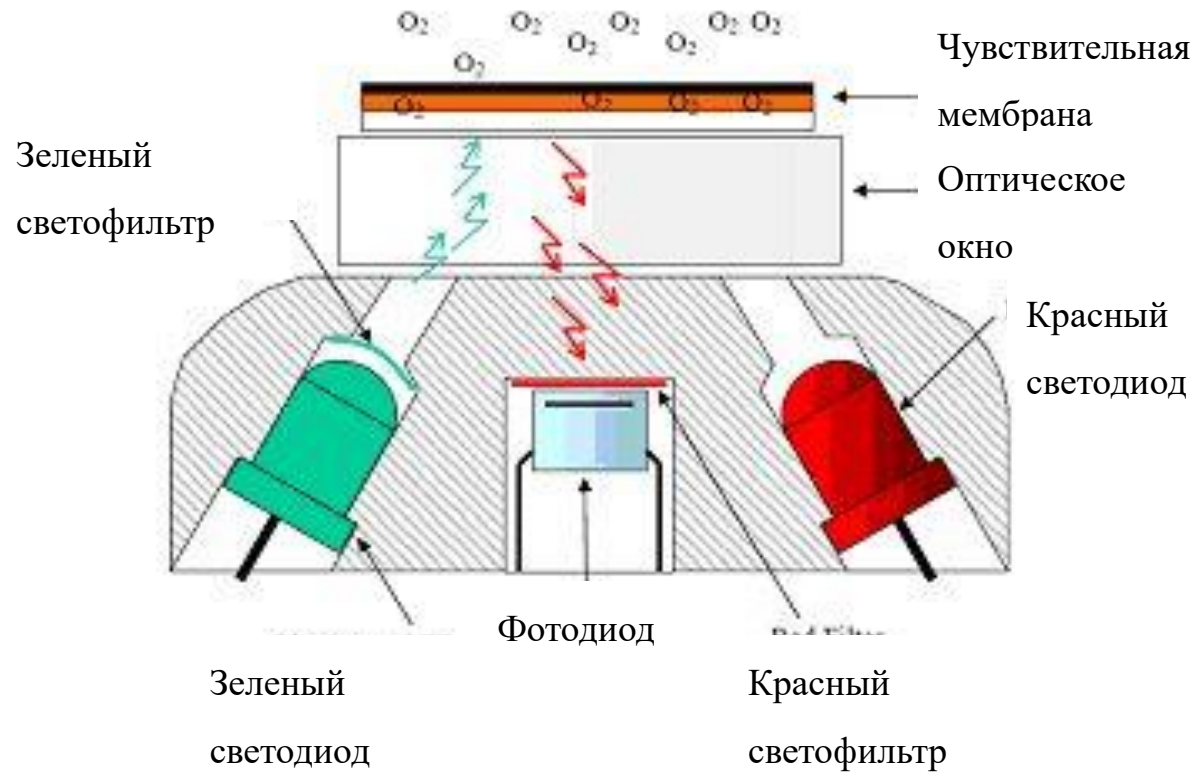 O₂ O₂ O₂ O₂ O₂
O₂ O₂
O₂
O₂ O₂ O₂ O₂
Чувствительная
мембрана
Оптическое
окно
Зеленый
светофильтр
Красный
светодиод
Фотодиод
Зеленый
светодиод
Красный
светофильтр